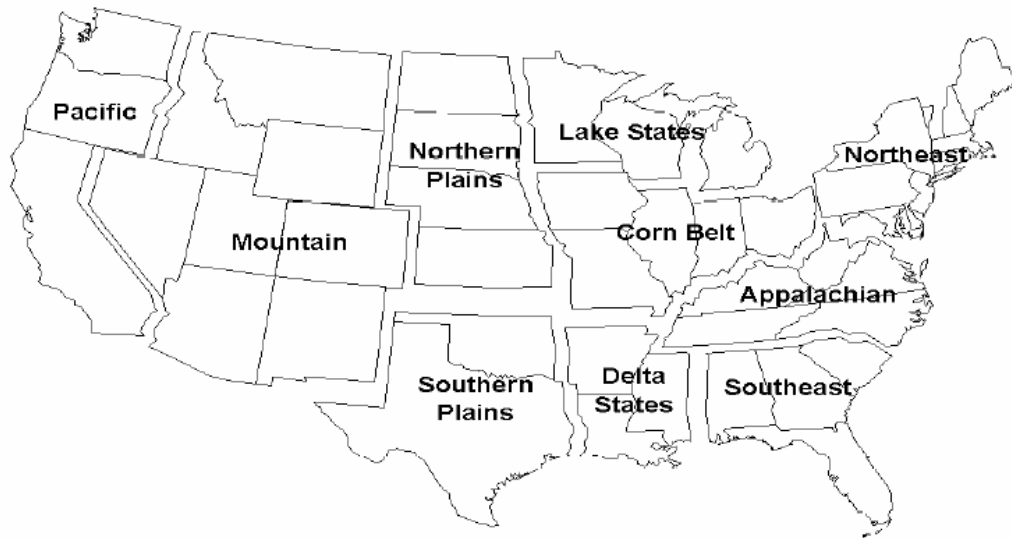 Pacific
Lake States
Northern
Plains
Northeast
Mountain
Corn Belt
Appalachian
Southern
Plains
Delta
States
Southeast